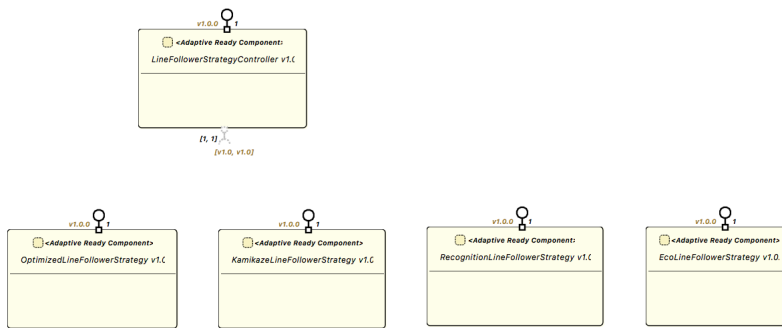 v1.0.0 1
<Adaptive Ready Component>
LineFollowerStrategyController v1.0
[1, 1]
[v1.0, v1.0]
v1.0.0 1
<Adaptive Ready Component>
OptimizedLineFollowerStrategy v1.0
v1.0.0 1
<Adaptive Ready Component>
KamikazeLineFollowerStrategy v1.0
v1.0.0 1
<Adaptive Ready Component>
RecognitionLineFollowerStrategy v1.0
v1.0.0 1
<Adaptive Ready Component>
EcoLineFollowerStrategy v1.0.